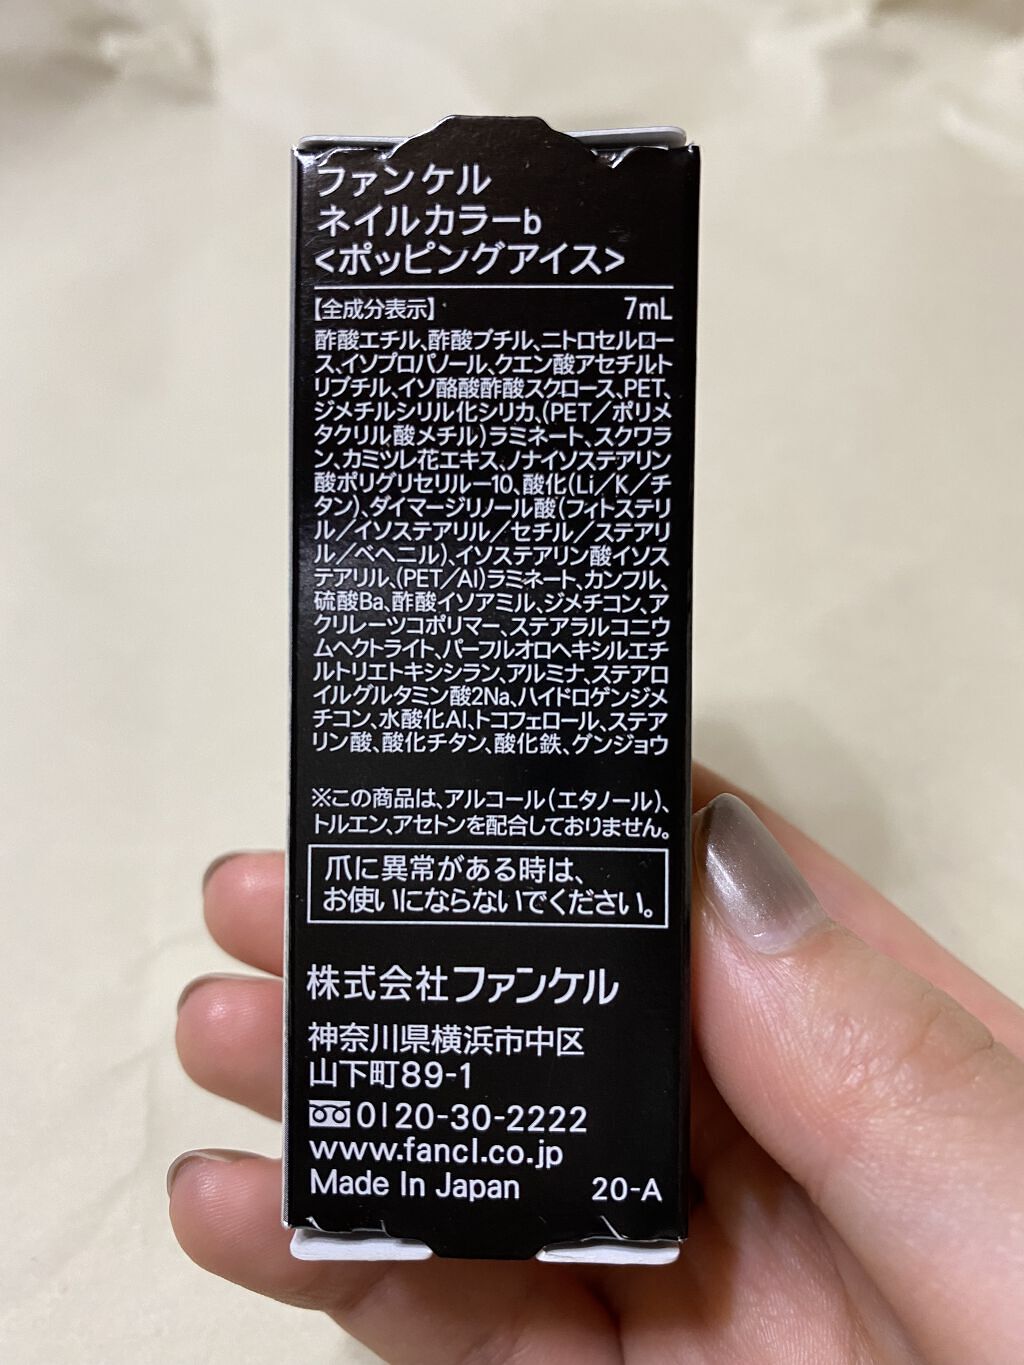 ファンケル
ネイルカラーb
<ポッピングアイス>
【全成分表示】 7mL
酢酸エチル、酢酸ブチル、ニトロセルロー
ス、イソプロパノール、クエン酸アセチルト
リブチル、イソ酪酸酢酸スクロース、PET、
ジメチルシリル化シリカ、(PET/ポリメ
タクリル酸メチル)ラミネート、スクワラ
ン、カミツレ花エキス、ノナイソステアリン
酸ポリグリセリル-10、酸化(Li/K/チ
タン)、ダイマージリノール酸(フィトステリ
ル/イソステアリル/セチル/ステアリ
ル/ベヘニル)、イソステアリン酸イソス
テアリル、(PET/Al)ラミネート、カンフル、
硫酸Ba、酢酸イソアミル、ジメチコン、ア
クリレーツコポリマー、ステアラルコニウ
ムヘクトライト、パーフルオロヘキシルエチ
ルトリエトキシシラン、アルミナ、ステアロ
イルグルタミン酸2Na、ハイドロゲンジメ
チコン、水酸化Al、トコフェロール、ステア
リン酸、酸化チタン、酸化鉄、グンジョウ
※この商品は、アルコール(エタノール)、
トルエン、アセトンを配合しておりません。
爪に異常がある時は、
お使いにならないでください。
株式会社ファンケル
神奈川県横浜市中区
山下町89-1
0120-30-2222
www.fancl.co.jp
Made In Japan 20-A